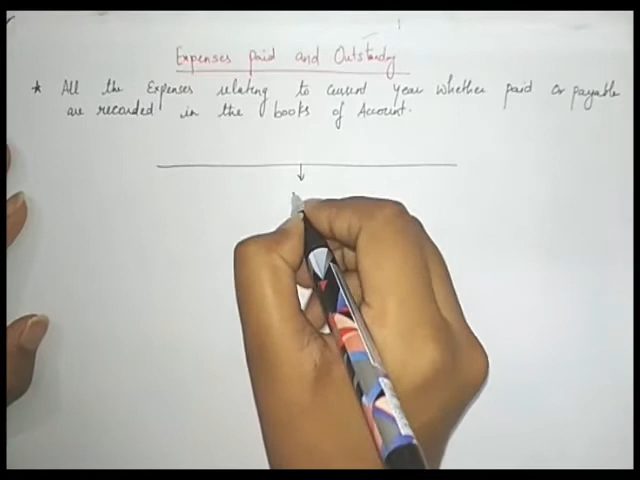 Expenses paid and Outstandg
* All the Expenses relating to current year whether paid or payable
are recorded in the books of Account.